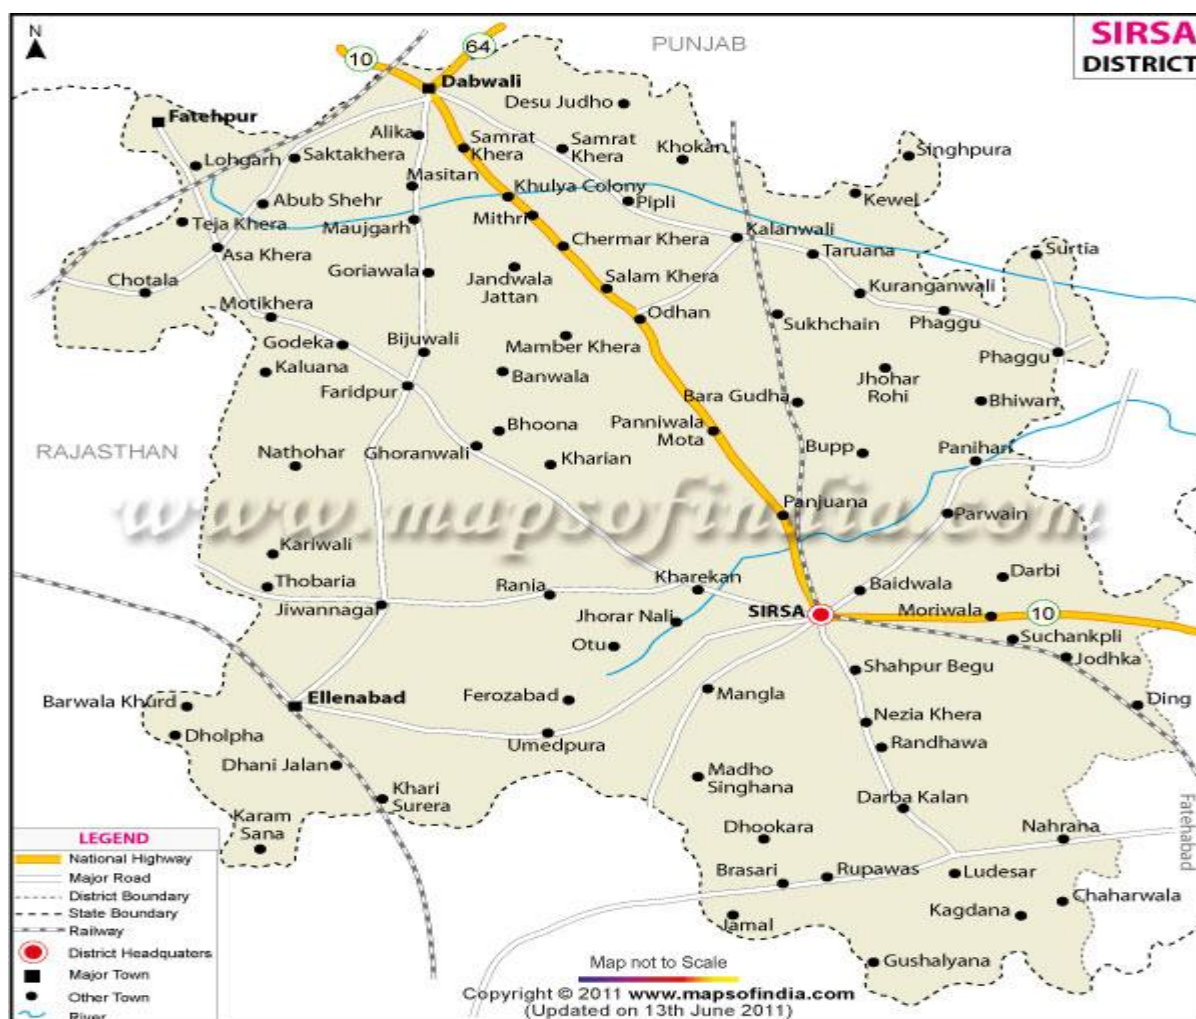 N
PUNJAB
SIRSA
DISTRICT
10
64
Dabwali
Desu Judho
Fatehpur
Alika
Samrat
Khera
Samrat
Khera
Khokan
Singhpura
Lohgarh
Saktakhera
Masitan
Khulya Colony
Pipli
Kewel
Abub Shehr
Teja Khera
Maujgarh
Mithri
Chermar Khera
Kalanwali
Taruana
Surtia
Asa Khera
Chotala
Goriawala
Jandwala
Jattan
Salam Khera
Kuranganwali
Motikhera
Odhan
Sukhchain
Phaggu
Godeka
Bijuwali
Mamber Khera
Phaggu
Kaluana
Faridpur
Banwala
Bara Gudha
Jhohar
Rohi
Bhiwan
RAJASTHAN
Nathohar
Ghoranwali
Bhoona
Kharian
Panniwala
Mota
Bupp
Panihan
www.mapsofindia.com
Panjuana
Parwain
Kariwali
Thobaria
Jiwannagal
Rania
Kharekan
Baidwala
Darbi
Jhorar Nali
SIRSA
Moriwala
10
Otu
Suchankpli
Jodhka
Shahpur Begu
Barwala Khurd
Ellenabad
Ferozabad
Mangla
Ding
Nezia Khera
Dholpha
Umedpura
Randhawa
Dhani Jalan
Khari
Surera
Madho
Singhana
Darba Kalan
Karam
Sana
Dhookara
Nahrana
Fatehabad
Brasari
Rupawas
Ludesar
Chaharwala
Jamal
Kagdana
Gushalyana
LEGEND
National Highway
Major Road
District Boundary
State Boundary
Railway
District Headquaters
Major Town
Other Town
River
Map not to Scale
Copyright © 2011 www.mapsofindia.com
(Updated on 13th June 2011)